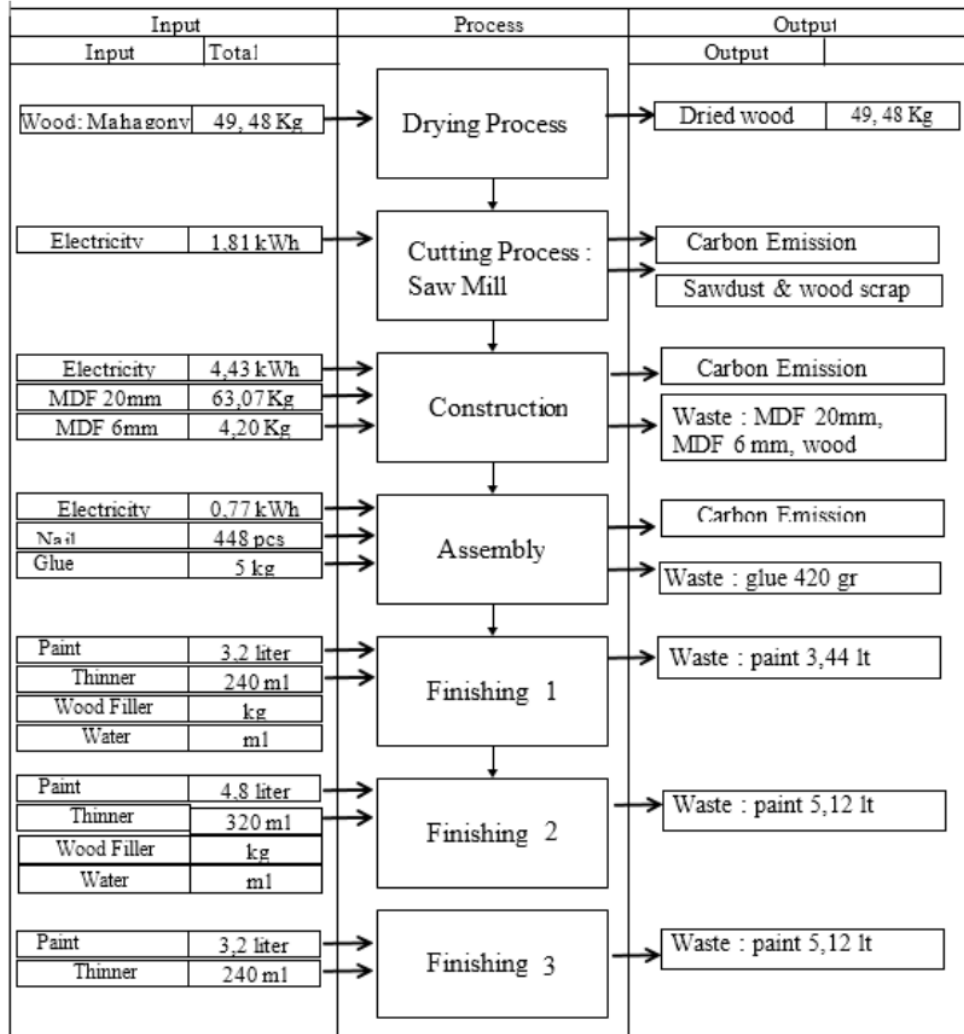 Input Process Output
Input Total Output
Wood: Mahagony 49, 48 Kg Drying Process Dried wood 49, 48 Kg
Electricity 1,81 kWh Cutting Process : Saw Mill Carbon Emission
Sawdust & wood scrap
Electricity 4,43 kWh Construction Carbon Emission
MDF 20mm 63,07 Kg
MDF 6mm 4,20 Kg
Waste : MDF 20mm,
MDF 6 mm, wood
Electricity 0,77 kWh Assembly Carbon Emission
Nail 448 pcs
Glue 5 kg
Waste : glue 420 gr
Paint 3,2 liter Finishing 1 Waste : paint 3,44 lt
Thinner 240 ml
Wood Filler kg
Water ml
Paint 4,8 liter Finishing 2 Waste : paint 5,12 lt
Thinner 320 ml
Wood Filler kg
Water ml
Paint 3,2 liter Finishing 3 Waste : paint 5,12 lt
Thinner 240 ml